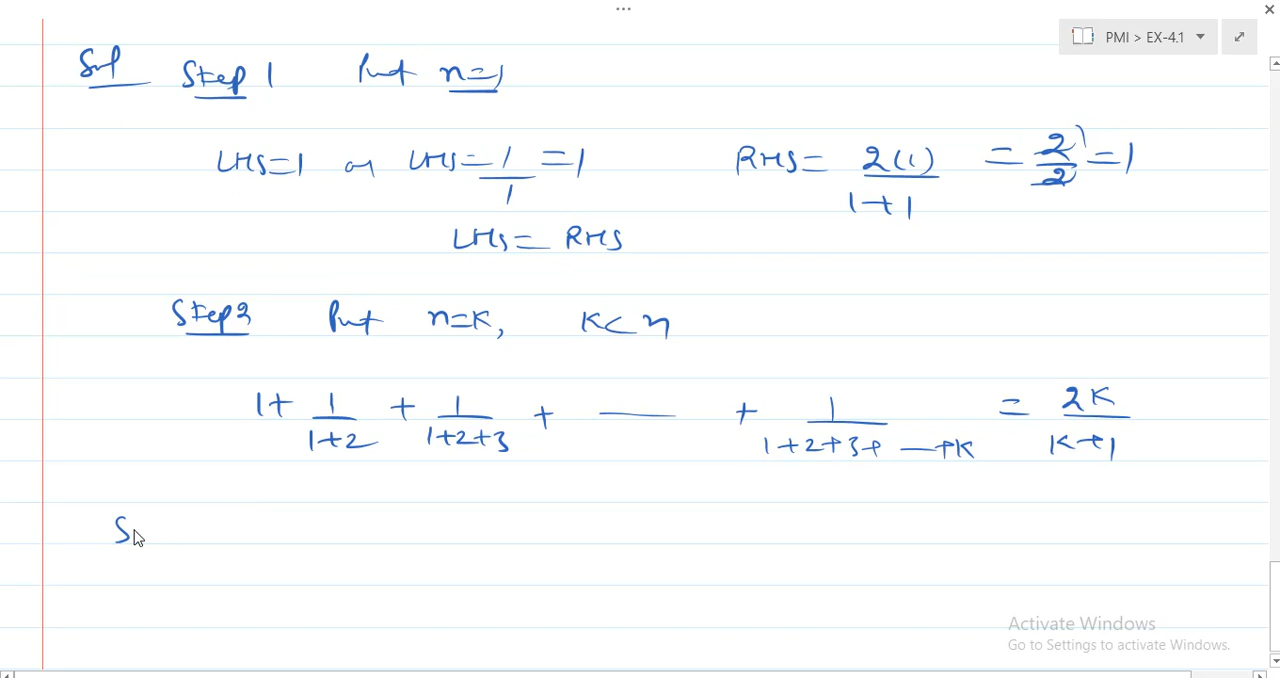 PMI > EX-4.1
Sol Step 1 Put n=1
LHS=1 or LHS= 1/1 =1 RHS= 2(1)/1+1 = 2/2 =1
LHS= RHS
Step 2 Put n=K, K<n
1+ 1/1+2 + 1/1+2+3 + — + 1/1+2+3+ —+K = 2K/K+1
S
Activate Windows
Go to Settings to activate Windows.